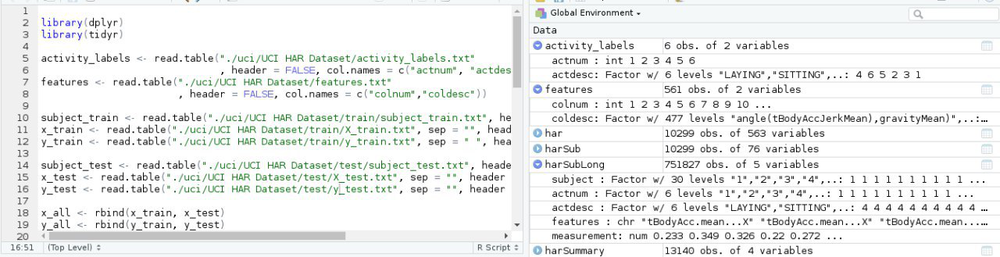 1
2 library(dplyr)
3 library(tidyr)
4
5 activity_labels <- read.table("./uci/UCI HAR Dataset/activity_labels.txt"
6 , header = FALSE, col.names = c("actnum", "actdes
7 features <- read.table("./uci/UCI HAR Dataset/features.txt"
8 , header = FALSE, col.names = c("colnum","coldesc"))
9
10 subject_train <- read.table("./uci/UCI HAR Dataset/train/subject_train.txt", he
11 x_train <- read.table("./uci/UCI HAR Dataset/train/X_train.txt", sep = "", head
12 y_train <- read.table("./uci/UCI HAR Dataset/train/y_train.txt", sep = " ", hea
13
14 subject_test <- read.table("./uci/UCI HAR Dataset/test/subject_test.txt", heade
15 x_test <- read.table("./uci/UCI HAR Dataset/test/X_test.txt", sep = "", header
16 y_test <- read.table("./uci/UCI HAR Dataset/test/y_test.txt", sep = "", header
17
18 x_all <- rbind(x_train, x_test)
19 y_all <- rbind(y_train, y_test)
20
16:51 (Top Level) R Script
Global Environment
Data
activity_labels 6 obs. of 2 variables
actnum : int 1 2 3 4 5 6
actdesc: Factor w/ 6 levels "LAYING","SITTING",..: 4 6 5 2 3 1
features 561 obs. of 2 variables
colnum : int 1 2 3 4 5 6 7 8 9 10 ...
coldesc: Factor w/ 477 levels "angle(tBodyAccJerkMean),gravityMean)",..:…
har 10299 obs. of 563 variables
harSub 10299 obs. of 76 variables
harSubLong 751827 obs. of 5 variables
subject : Factor w/ 30 levels "1","2","3","4",..: 1 1 1 1 1 1 1 1 1 1 ...
actnum : Factor w/ 6 levels "1","2","3","4",..: 1 1 1 1 1 1 1 1 1 1 ...
actdesc : Factor w/ 6 levels "LAYING","SITTING",..: 4 4 4 4 4 4 4 4 4 4 …
features : chr "tBodyAcc.mean...X" "tBodyAcc.mean...X" "tBodyAcc.mean...…
measurement: num 0.233 0.349 0.326 0.22 0.272 ...
harSummary 13140 obs. of 4 variables